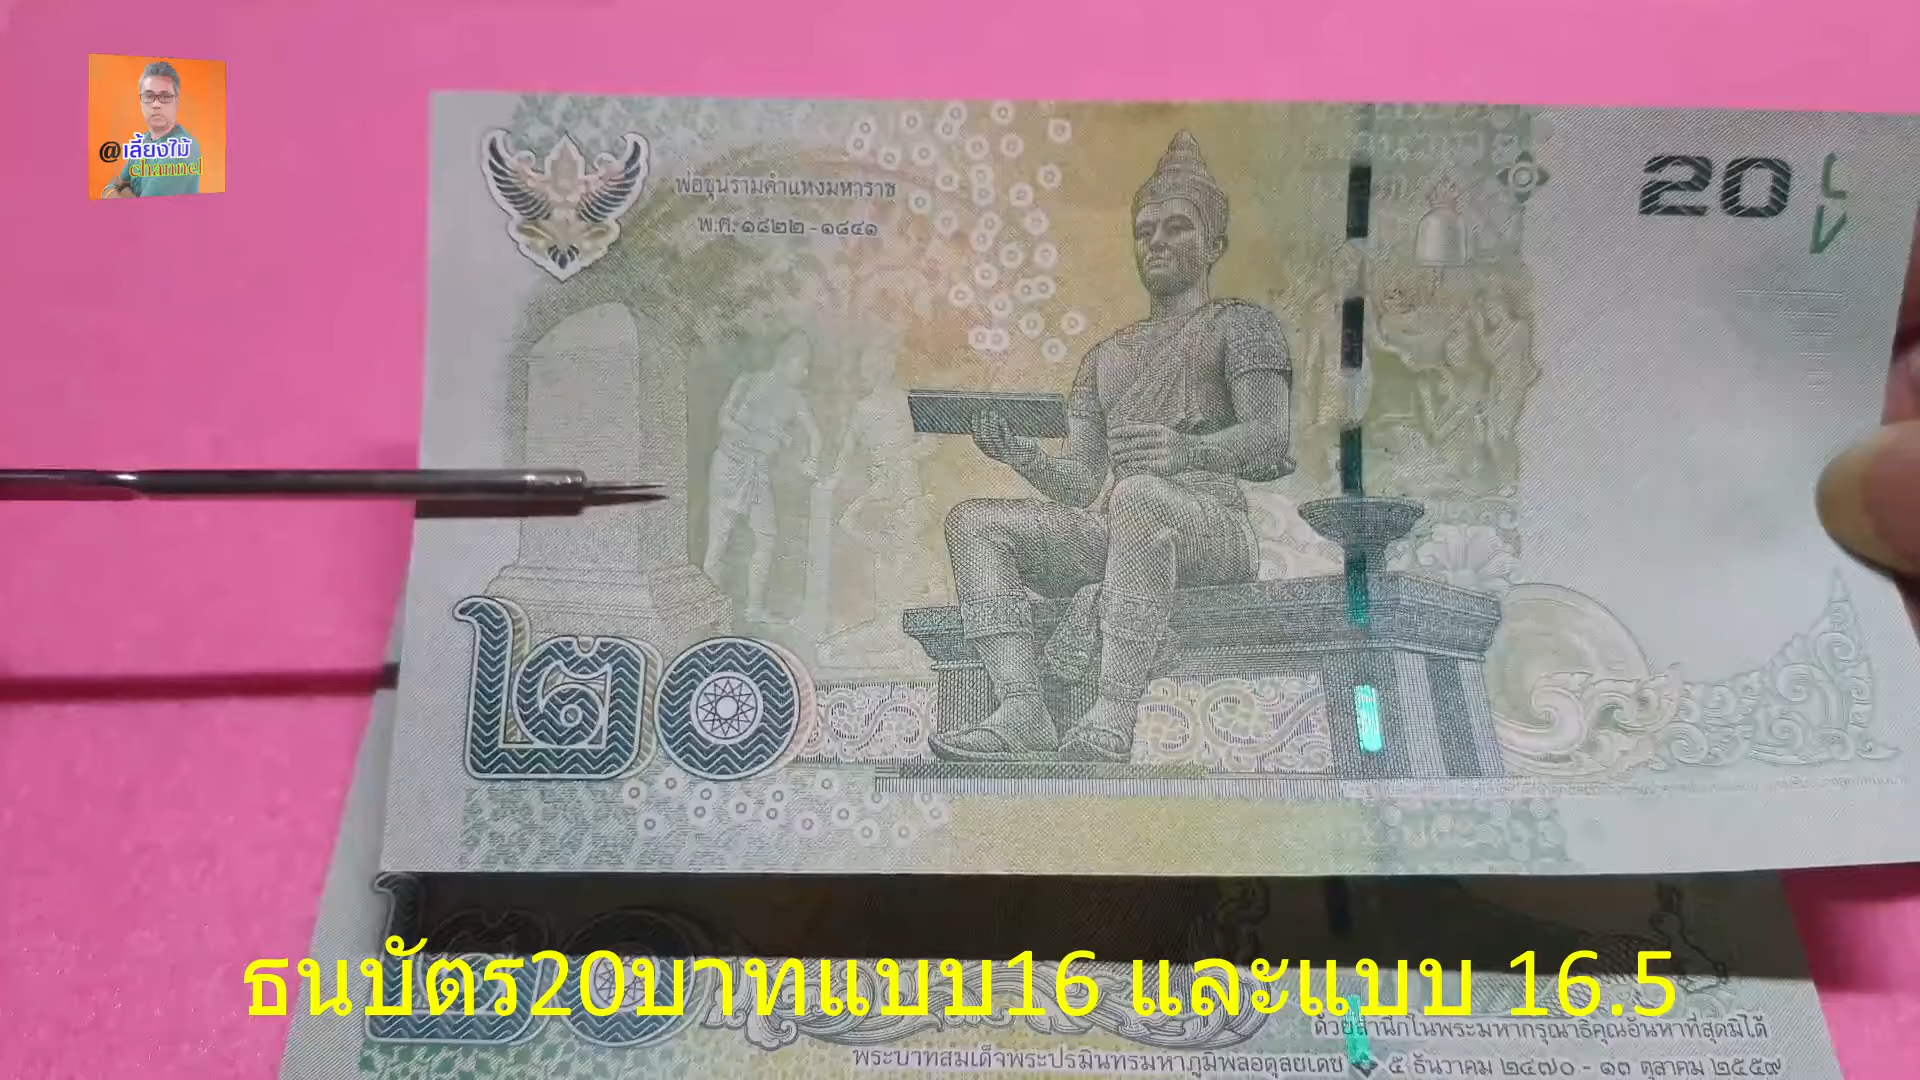 @เลี้ยงไม้
channel
พ่อขุนรามคำแหงมหาราช
พ.ศ. ๑๘๒๒ - ๑๘๔๑
20
๒๐
๒๐
ธนบัตร20บาทแบบ16 และแบบ 16.5
ด้วยสำนึกในพระมหากรุณาธิคุณอันหาที่สุดมิได้
พระบาทสมเด็จพระปรมินทรมหาภูมิพลอดุลยเดช ๕ ธันวาคม ๒๔๗๐ - ๑๓ ตุลาคม ๒๕๕๙